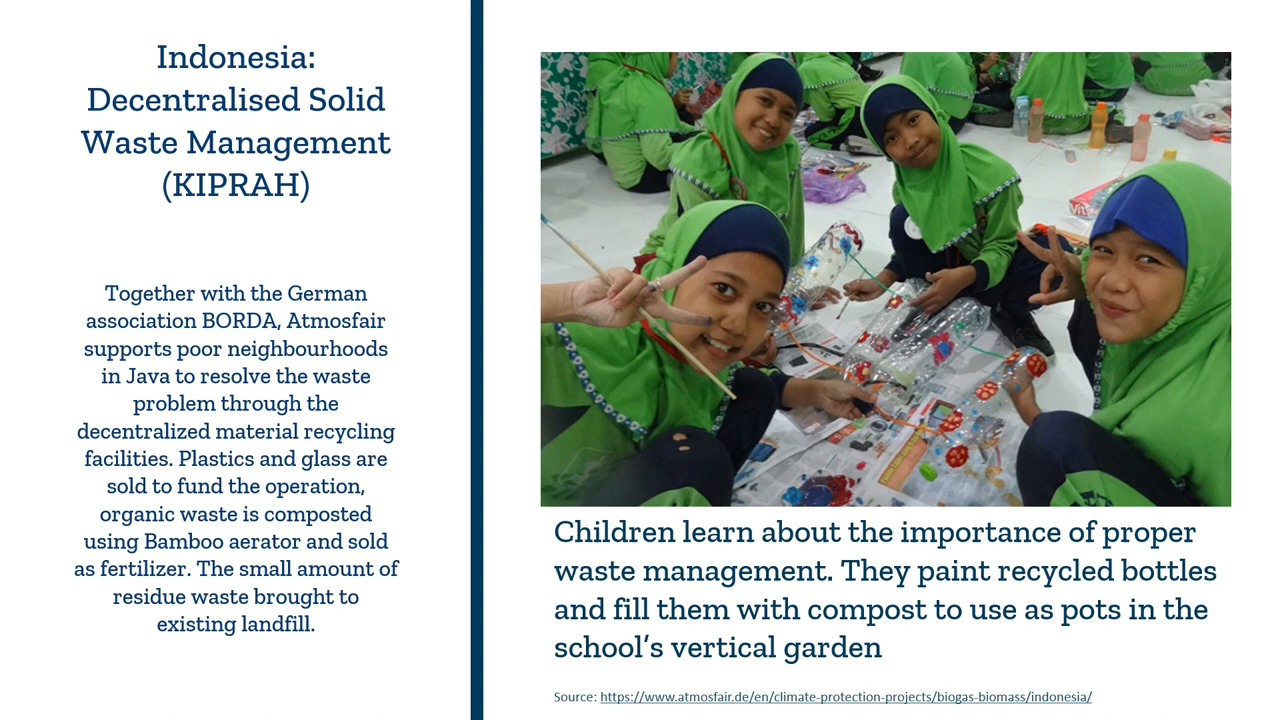 Indonesia:
Decentralised Solid
Waste Management
(KIPRAH)
Together with the German
association BORDA, Atmosfair
supports poor neighbourhoods
in Java to resolve the waste
problem through the
decentralized material recycling
facilities. Plastics and glass are
sold to fund the operation,
organic waste is composted
using Bamboo aerator and sold
as fertilizer. The small amount of
residue waste brought to
existing landfill.
Children learn about the importance of proper
waste management. They paint recycled bottles
and fill them with compost to use as pots in the
school’s vertical garden
Source: https://www.atmosfair.de/en/climate-protection-projects/biogas-biomass/indonesia/